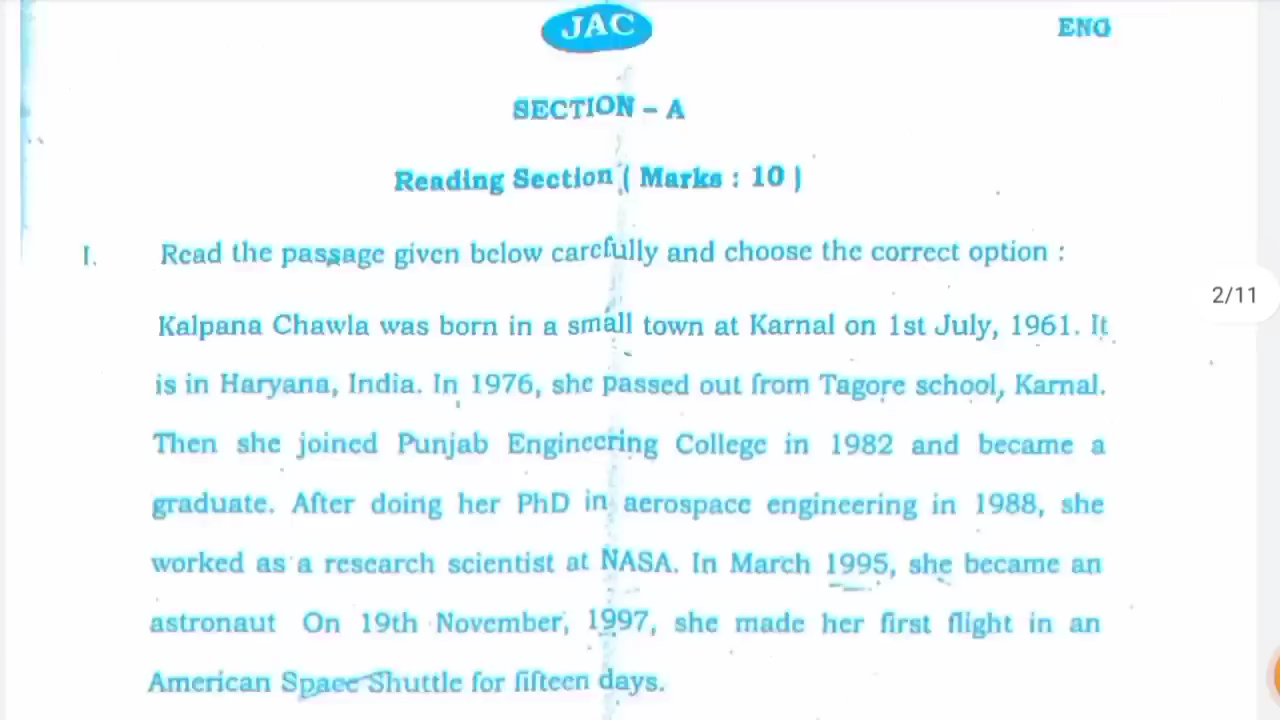 JAC
ENG
SECTION – A
Reading Section ( Marks : 10 )
I. Read the passage given below carefully and choose the correct option :
Kalpana Chawla was born in a small town at Karnal on 1st July, 1961. It
is in Haryana, India. In 1976, she passed out from Tagore school, Karnal.
Then she joined Punjab Engineering College in 1982 and became a
graduate. After doing her PhD in aerospace engineering in 1988, she
worked as a research scientist at NASA. In March 1995, she became an
astronaut On 19th November, 1997, she made her first flight in an
American Space Shuttle for fifteen days.
2/11